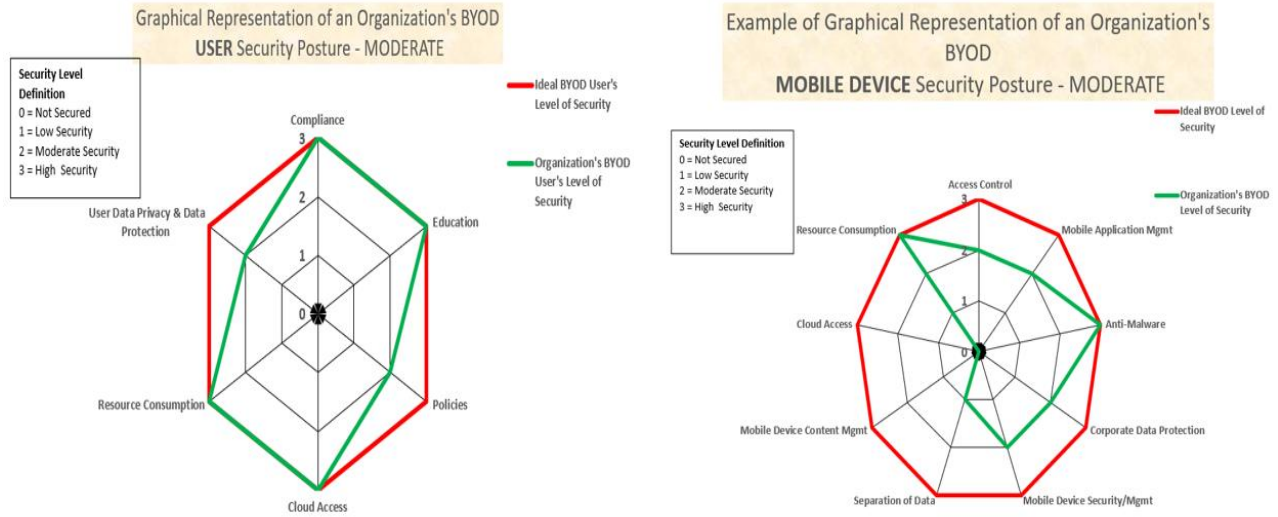 Graphical Representation of an Organization's BYOD
USER Security Posture - MODERATE
Security Level
Definition
0 = Not Secured
1 = Low Security
2 = Moderate Security
3 = High Security
Ideal BYOD User's
Level of Security
Organization's BYOD
User's Level of
Security
Compliance
3
2
1
0
User Data Privacy & Data
Protection
Education
Resource Consumption
Policies
Cloud Access
Example of Graphical Representation of an Organization's
BYOD
MOBILE DEVICE Security Posture - MODERATE
Ideal BYOD Level of
Security
Security Level Definition
0 = Not Secured
1 = Low Security
2 = Moderate Security
3 = High Security
Organization's BYOD
Level of Security
Access Control
3
2
1
0
Resource Consumption
Mobile Application Mgmt
Cloud Access
Anti-Malware
Mobile Device Content Mgmt
Corporate Data Protection
Separation of Data
Mobile Device Security/Mgmt